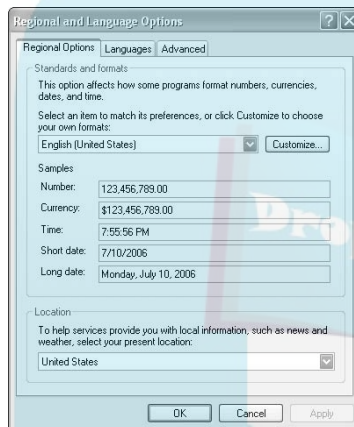 Regional and Language Options
Regional Options
Languages
Advanced
Standards and formats
This option affects how some programs format numbers, currencies,
dates, and time.
Select an item to match its preferences, or click Customize to choose
your own formats:
English (United States)
Customize...
Samples
Number:
123,456,789.00
Currency:
$123,456,789.00
Time:
7:55:56 PM
Short date:
7/10/2006
Long date:
Monday, July 10, 2006
Location
To help services provide you with local information, such as news and
weather, select your present location:
United States
OK
Cancel
Apply